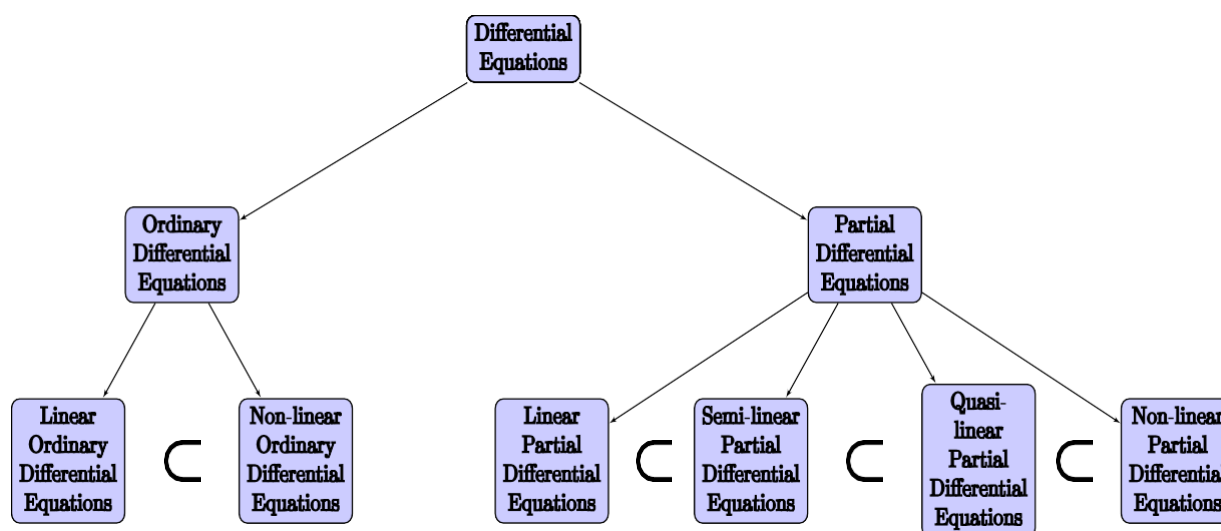 Differential
Equations
Ordinary
Differential
Equations
Partial
Differential
Equations
Linear
Ordinary
Differential
Equations
⊂
Non-linear
Ordinary
Differential
Equations
Linear
Partial
Differential
Equations
⊂
Semi-linear
Partial
Differential
Equations
⊂
Quasi-
linear
Partial
Differential
Equations
⊂
Non-linear
Partial
Differential
Equations